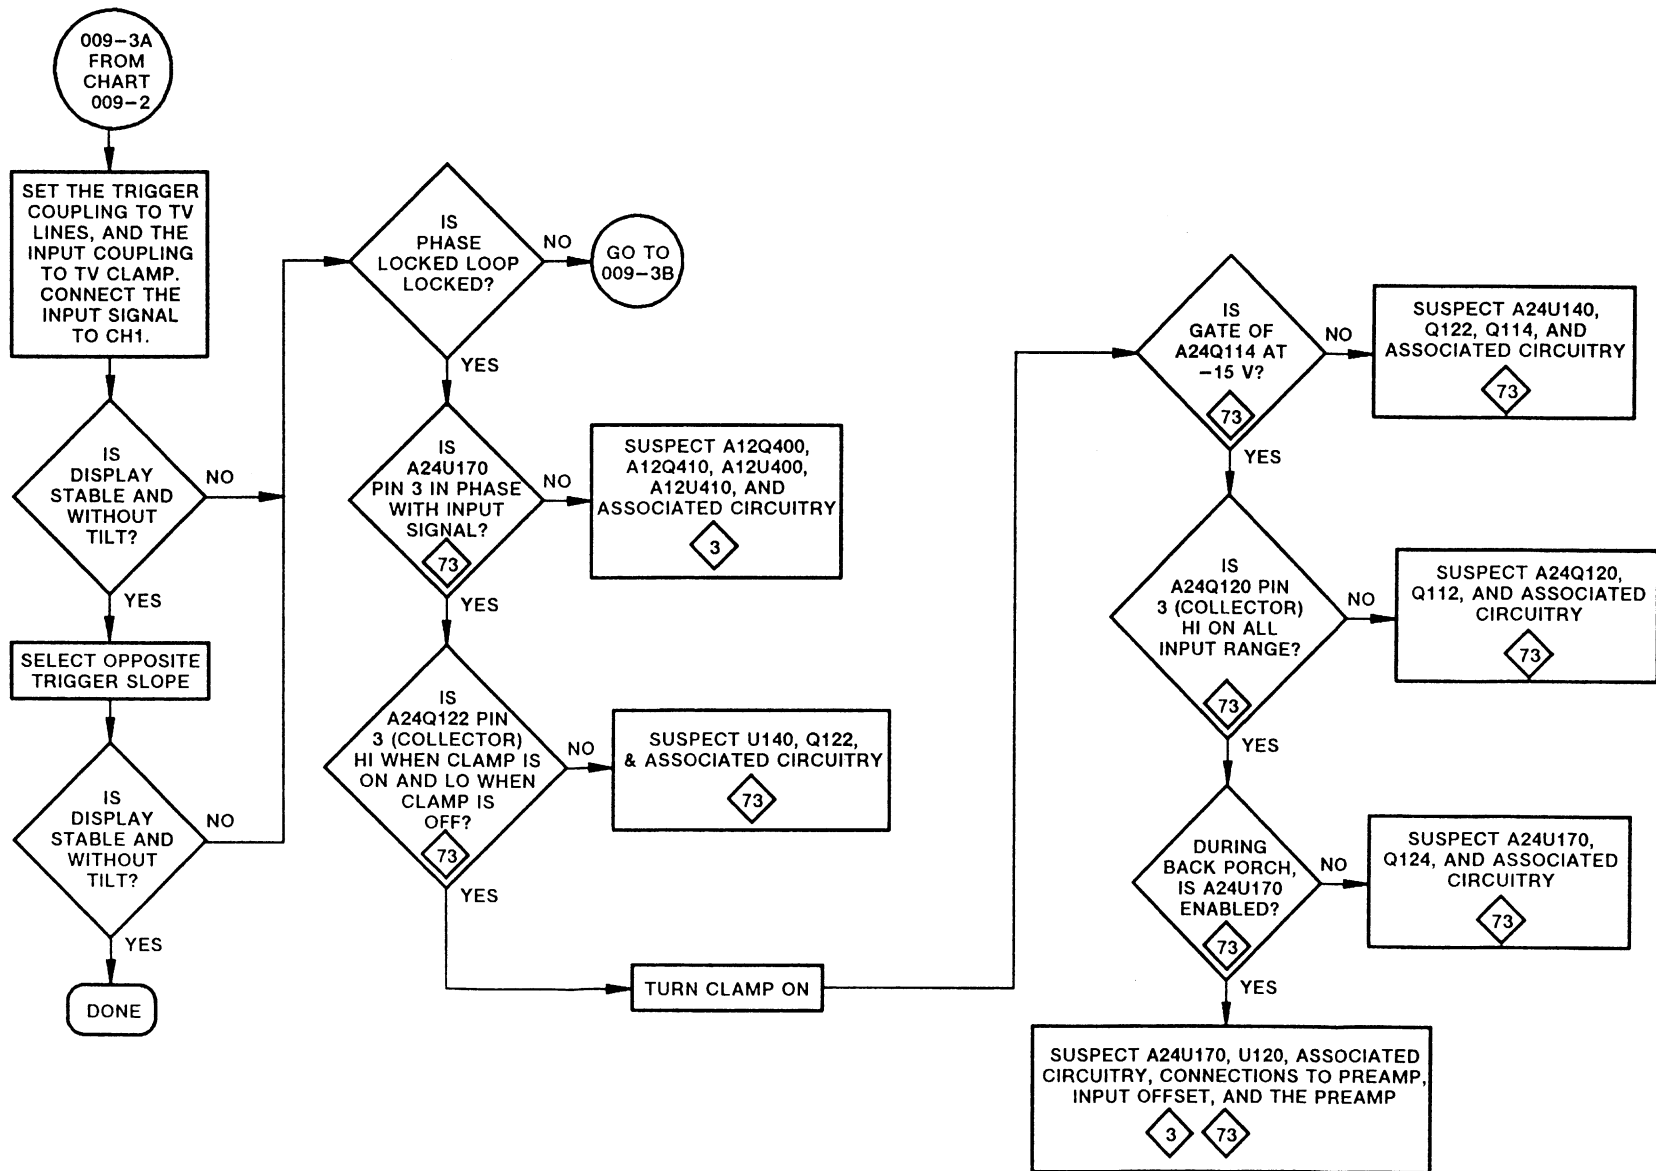 009-3A
FROM
CHART
009-2
SET THE TRIGGER
COUPLING TO TV
LINES, AND THE
INPUT COUPLING
TO TV CLAMP.
CONNECT THE
INPUT SIGNAL
TO CH1.
IS
DISPLAY
STABLE AND
WITHOUT
TILT?
NO
YES
SELECT OPPOSITE
TRIGGER SLOPE
IS
DISPLAY
STABLE AND
WITHOUT
TILT?
NO
YES
DONE
IS
PHASE
LOCKED LOOP
LOCKED?
NO
GO TO
009-3B
YES
IS
A24U170
PIN 3 IN PHASE
WITH INPUT
SIGNAL?
73
NO
SUSPECT A12Q400,
A12Q410, A12U400,
A12U410, AND
ASSOCIATED CIRCUITRY
3
YES
IS
A24Q122 PIN
3 (COLLECTOR)
HI WHEN CLAMP IS
ON AND LO WHEN
CLAMP IS
OFF?
73
NO
SUSPECT U140, Q122,
& ASSOCIATED CIRCUITRY
73
YES
TURN CLAMP ON
IS
GATE OF
A24Q114 AT
-15 V?
73
NO
SUSPECT A24U140,
Q122, Q114, AND
ASSOCIATED CIRCUITRY
73
YES
IS
A24Q120 PIN
3 (COLLECTOR)
HI ON ALL
INPUT RANGE?
73
NO
SUSPECT A24Q120,
Q112, AND ASSOCIATED
CIRCUITRY
73
YES
DURING
BACK PORCH,
IS A24U170
ENABLED?
73
NO
SUSPECT A24U170,
Q124, AND ASSOCIATED
CIRCUITRY
73
YES
SUSPECT A24U170, U120, ASSOCIATED
CIRCUITRY, CONNECTIONS TO PREAMP,
INPUT OFFSET, AND THE PREAMP
3 73